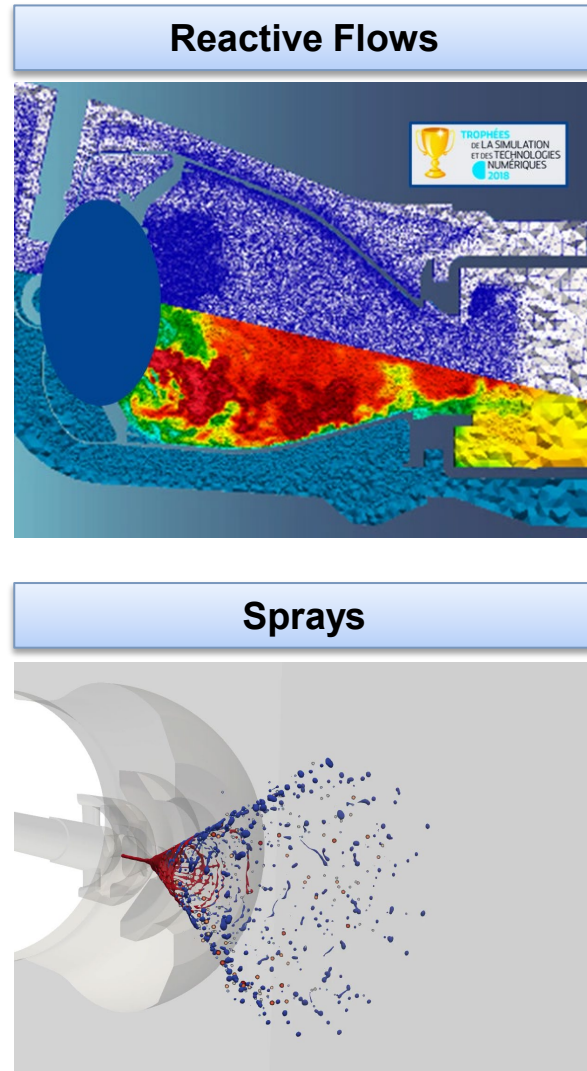 Reactive Flows
TROPHÉES
DE LA SIMULATION
ET DES TECHNOLOGIES
NUMÉRIQUES
2018
Sprays